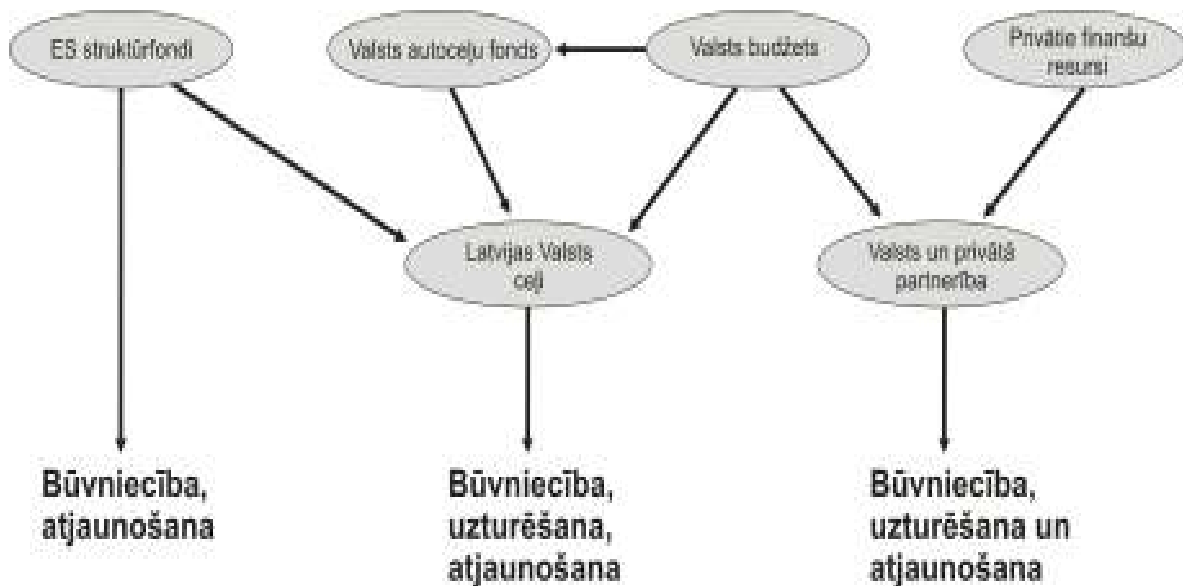 ES struktūrfondi
Valsts autoceļu fonds
Valsts budžets
Privātie finanšu
resursi
Latvijas Valsts
ceļi
Valsts un privātā
partnerība
Būvniecība,
atjaunošana
Būvniecība,
uzturēšana,
atjaunošana
Būvniecība,
uzturēšana un
atjaunošana